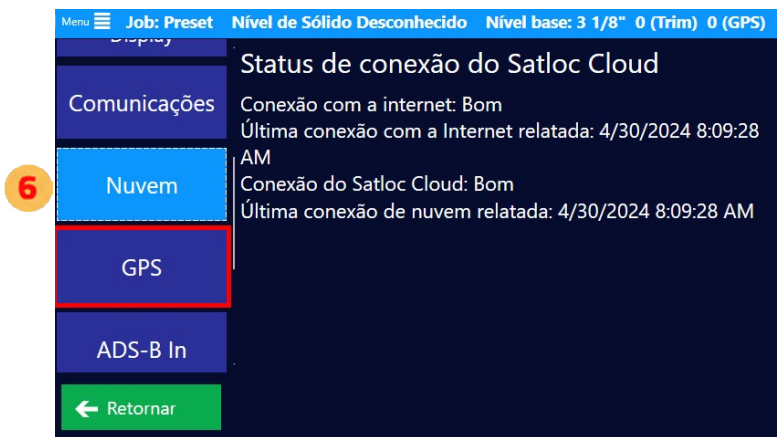 Menu Job: Preset Nível de Sólido Desconhecido Nível base: 3 1/8" 0 (Trim) 0 (GPS)
Display
Comunicações
6 Nuvem
GPS
ADS-B In
Retornar
Status de conexão do Satloc Cloud
Conexão com a internet: Bom
Última conexão com a Internet relatada: 4/30/2024 8:09:28
AM
Conexão do Satloc Cloud: Bom
Última conexão de nuvem relatada: 4/30/2024 8:09:28 AM